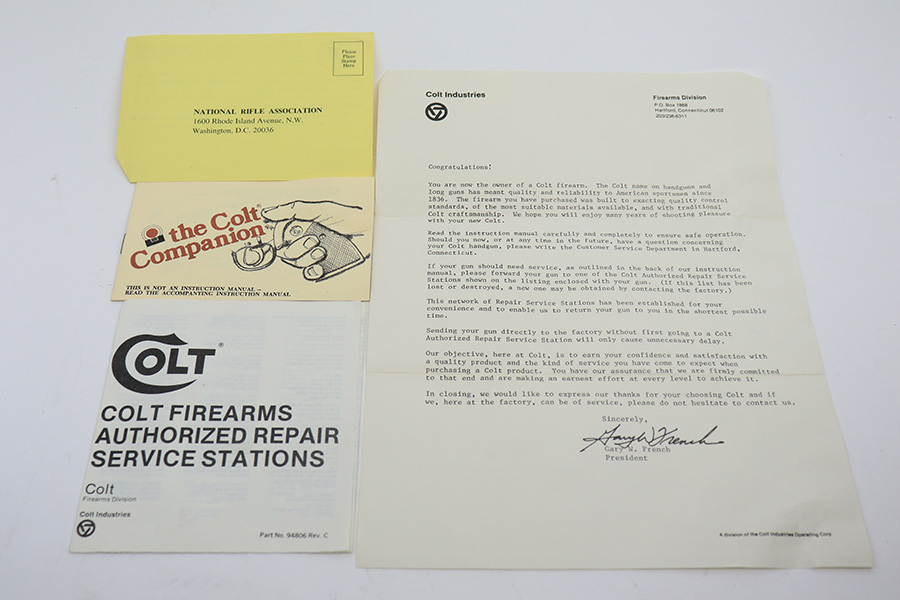 Please
Place
Stamp
Here
NATIONAL RIFLE ASSOCIATION
1600 Rhode Island Avenue, N.W.
Washington, D.C. 20036
the Colt®
Companion
THIS IS NOT AN INSTRUCTION MANUAL —
READ THE ACCOMPANTING INSTRUCTION MANUAL
COLT®
COLT FIREARMS
AUTHORIZED REPAIR
SERVICE STATIONS
Colt
Firearms Division
Colt Industries
Part No. 94806 Rev. C
Colt Industries
Firearms Division
P.O. Box 1868
Hartford, Connecticut 06102
203/236-6311
Congratulations!
You are now the owner of a Colt firearm. The Colt name on handguns and
long guns has meant quality and reliability to American sportsmen since
1836. The firearm you have purchased was built to exacting quality control
standards, of the most suitable materials available, and with traditional
Colt craftsmanship. We hope you will enjoy many years of shooting pleasure
with your new Colt.
Read the instruction manual carefully and completely to ensure safe operation.
Should you now, or at any time in the future, have a question concerning
your Colt handgun, please write the Customer Service Department in Hartford,
Connecticut.
If your gun should need service, as outlined in the back of our instruction
manual, please forward your gun to one of the Colt Authorized Repair Service
Stations shown on the listing enclosed with your gun. (If this list has been
lost or destroyed, a new one may be obtained by contacting the factory.)
This network of Repair Service Stations has been established for your
convenience and to enable us to return your gun to you in the shortest possible
time.
Sending your gun directly to the factory without first going to a Colt
Authorized Repair Service Station will only cause unnecessary delay.
Our objective, here at Colt, is to earn your confidence and satisfaction with
a quality product and the kind of service you have come to expect when
purchasing a Colt product. You have our assurance that we are firmly committed
to that end and are making an earnest effort at every level to achieve it.
In closing, we would like to express our thanks for your choosing Colt and if
we, here at the factory, can be of service, please do not hesitate to contact us.
Sincerely,
Gary W. French
Gary W. French
President
A division of the Colt Industries Operating Corp.